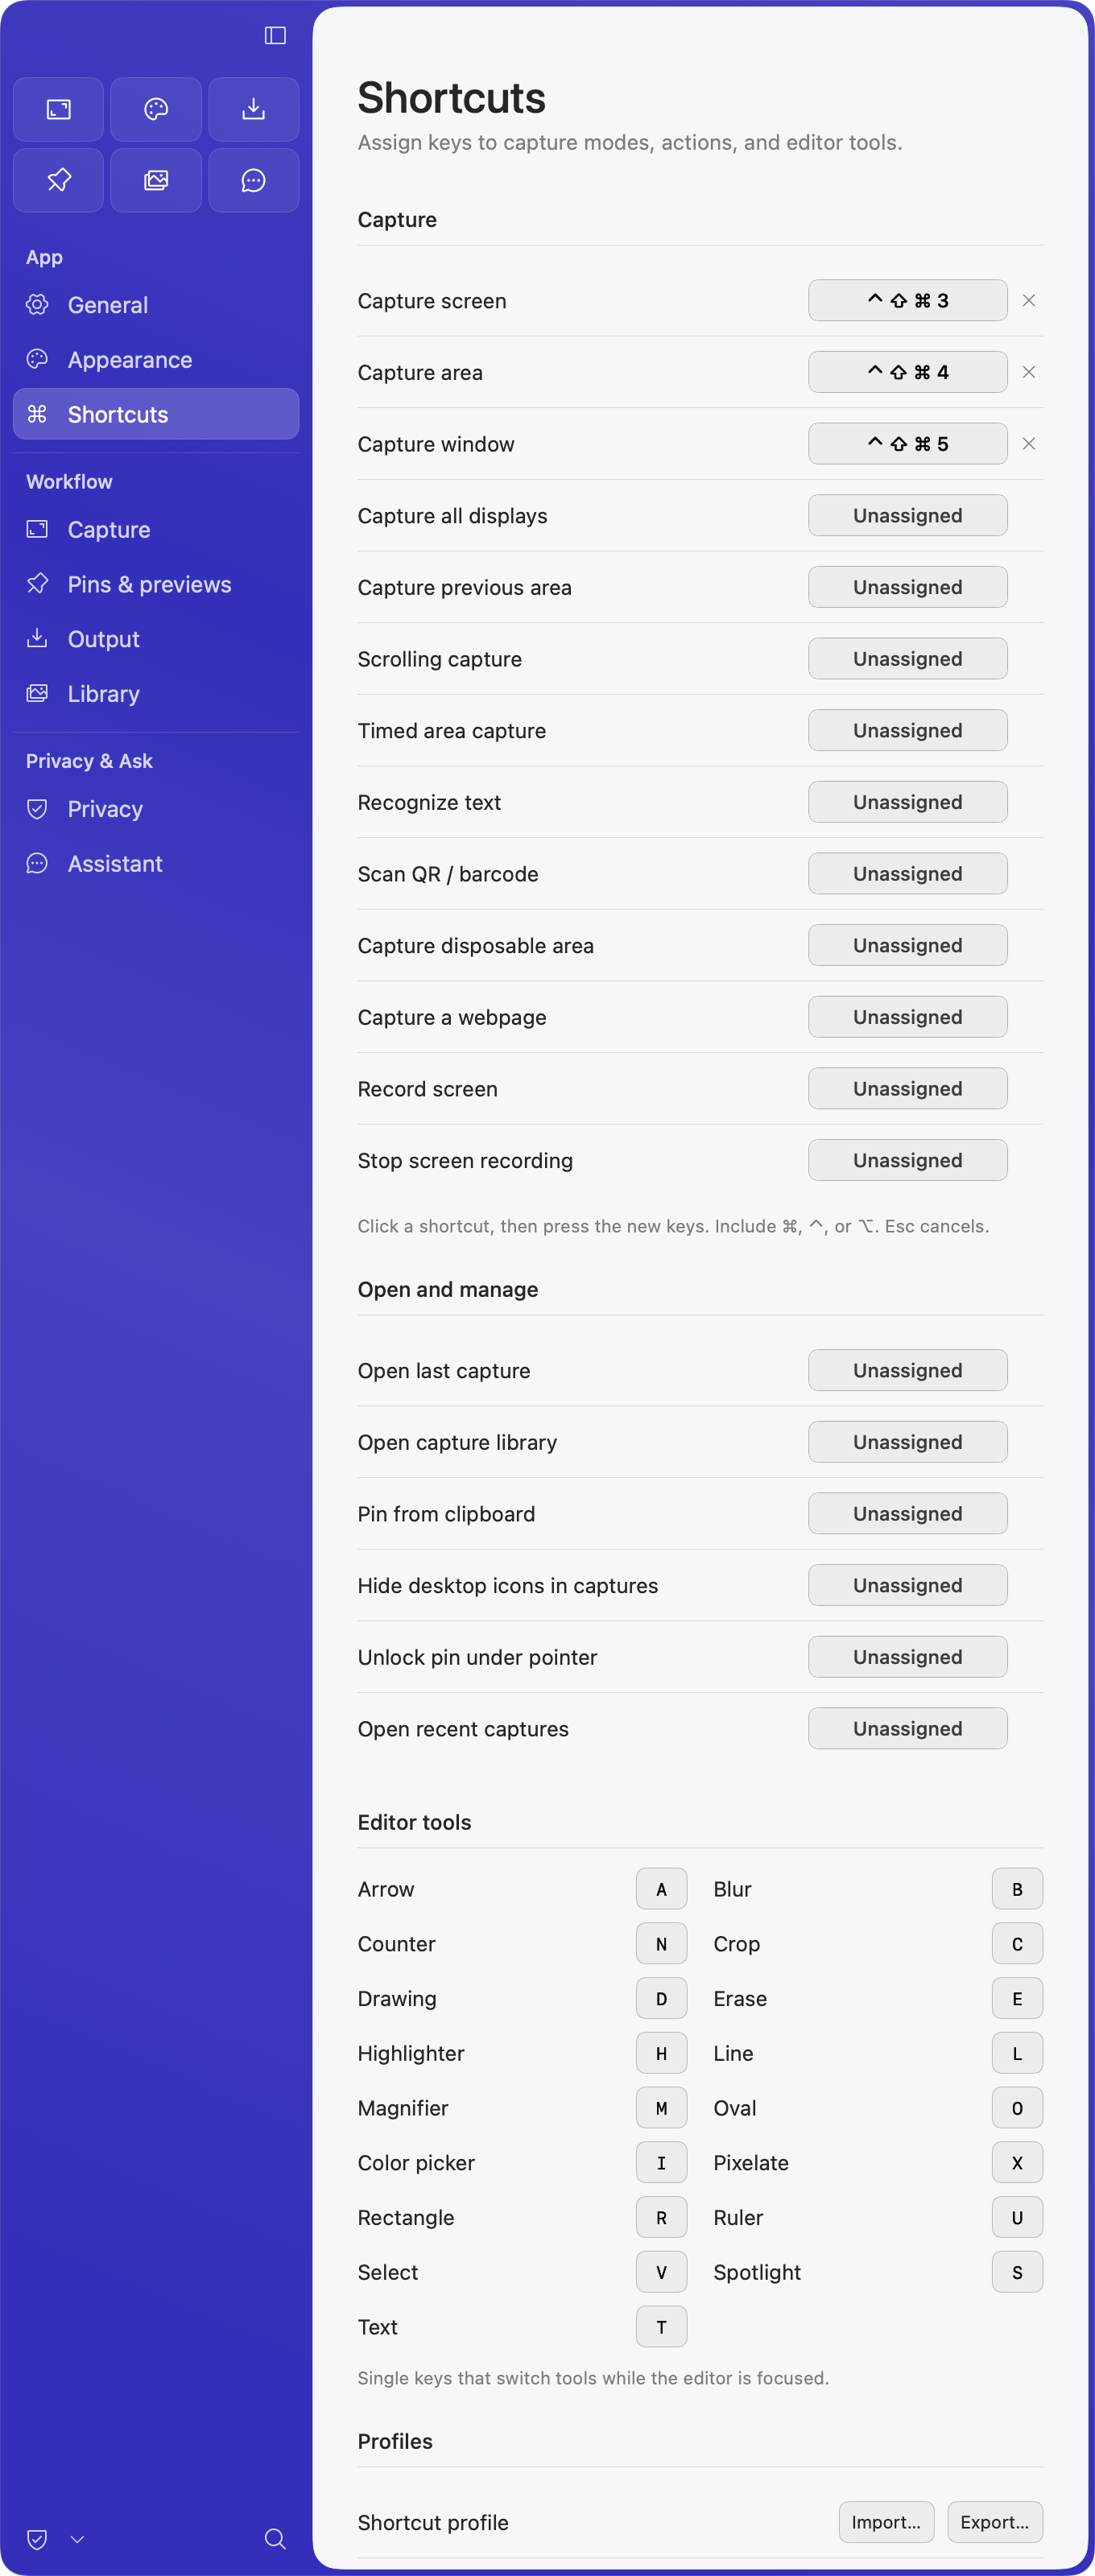 App
General
Appearance
Shortcuts
Workflow
Capture
Pins & previews
Output
Library
Privacy & Ask
Privacy
Assistant
Shortcuts
Assign keys to capture modes, actions, and editor tools.
Capture
Capture screen ⌃ ⇧ ⌘ 3
Capture area ⌃ ⇧ ⌘ 4
Capture window ⌃ ⇧ ⌘ 5
Capture all displays Unassigned
Capture previous area Unassigned
Scrolling capture Unassigned
Timed area capture Unassigned
Recognize text Unassigned
Scan QR / barcode Unassigned
Capture disposable area Unassigned
Capture a webpage Unassigned
Record screen Unassigned
Stop screen recording Unassigned
Click a shortcut, then press the new keys. Include ⌘, ⌃, or ⌥. Esc cancels.
Open and manage
Open last capture Unassigned
Open capture library Unassigned
Pin from clipboard Unassigned
Hide desktop icons in captures Unassigned
Unlock pin under pointer Unassigned
Open recent captures Unassigned
Editor tools
Arrow A Blur B
Counter N Crop C
Drawing D Erase E
Highlighter H Line L
Magnifier M Oval O
Color picker I Pixelate X
Rectangle R Ruler U
Select V Spotlight S
Text T
Single keys that switch tools while the editor is focused.
Profiles
Shortcut profile Import... Export...